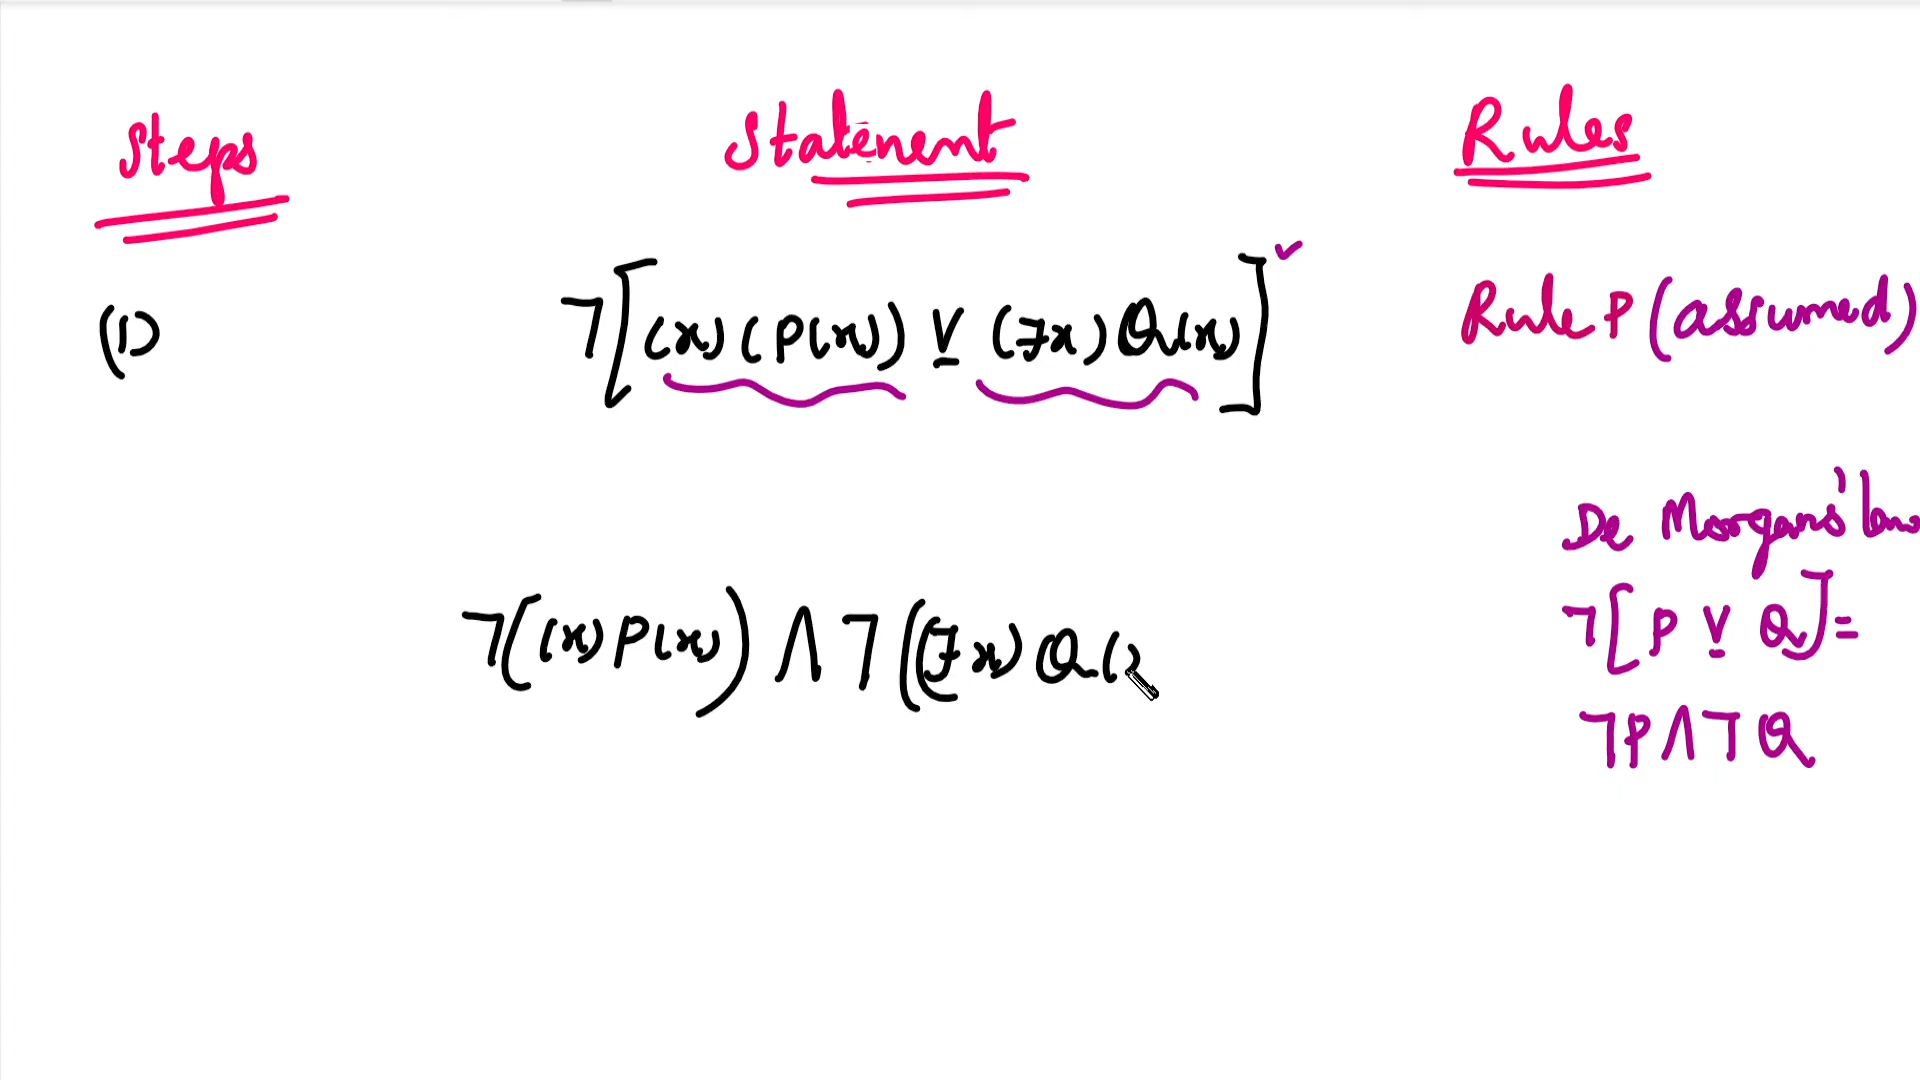 Steps Statement Rules
(1) ¬[(x)(P(x)) ∨ (∃x)Q(x)] Rule P (assumed)
De Morgan's law
¬((x)P(x)) ∧ ¬((∃x)Q(x ¬[P ∨ Q]=
¬P∧¬Q